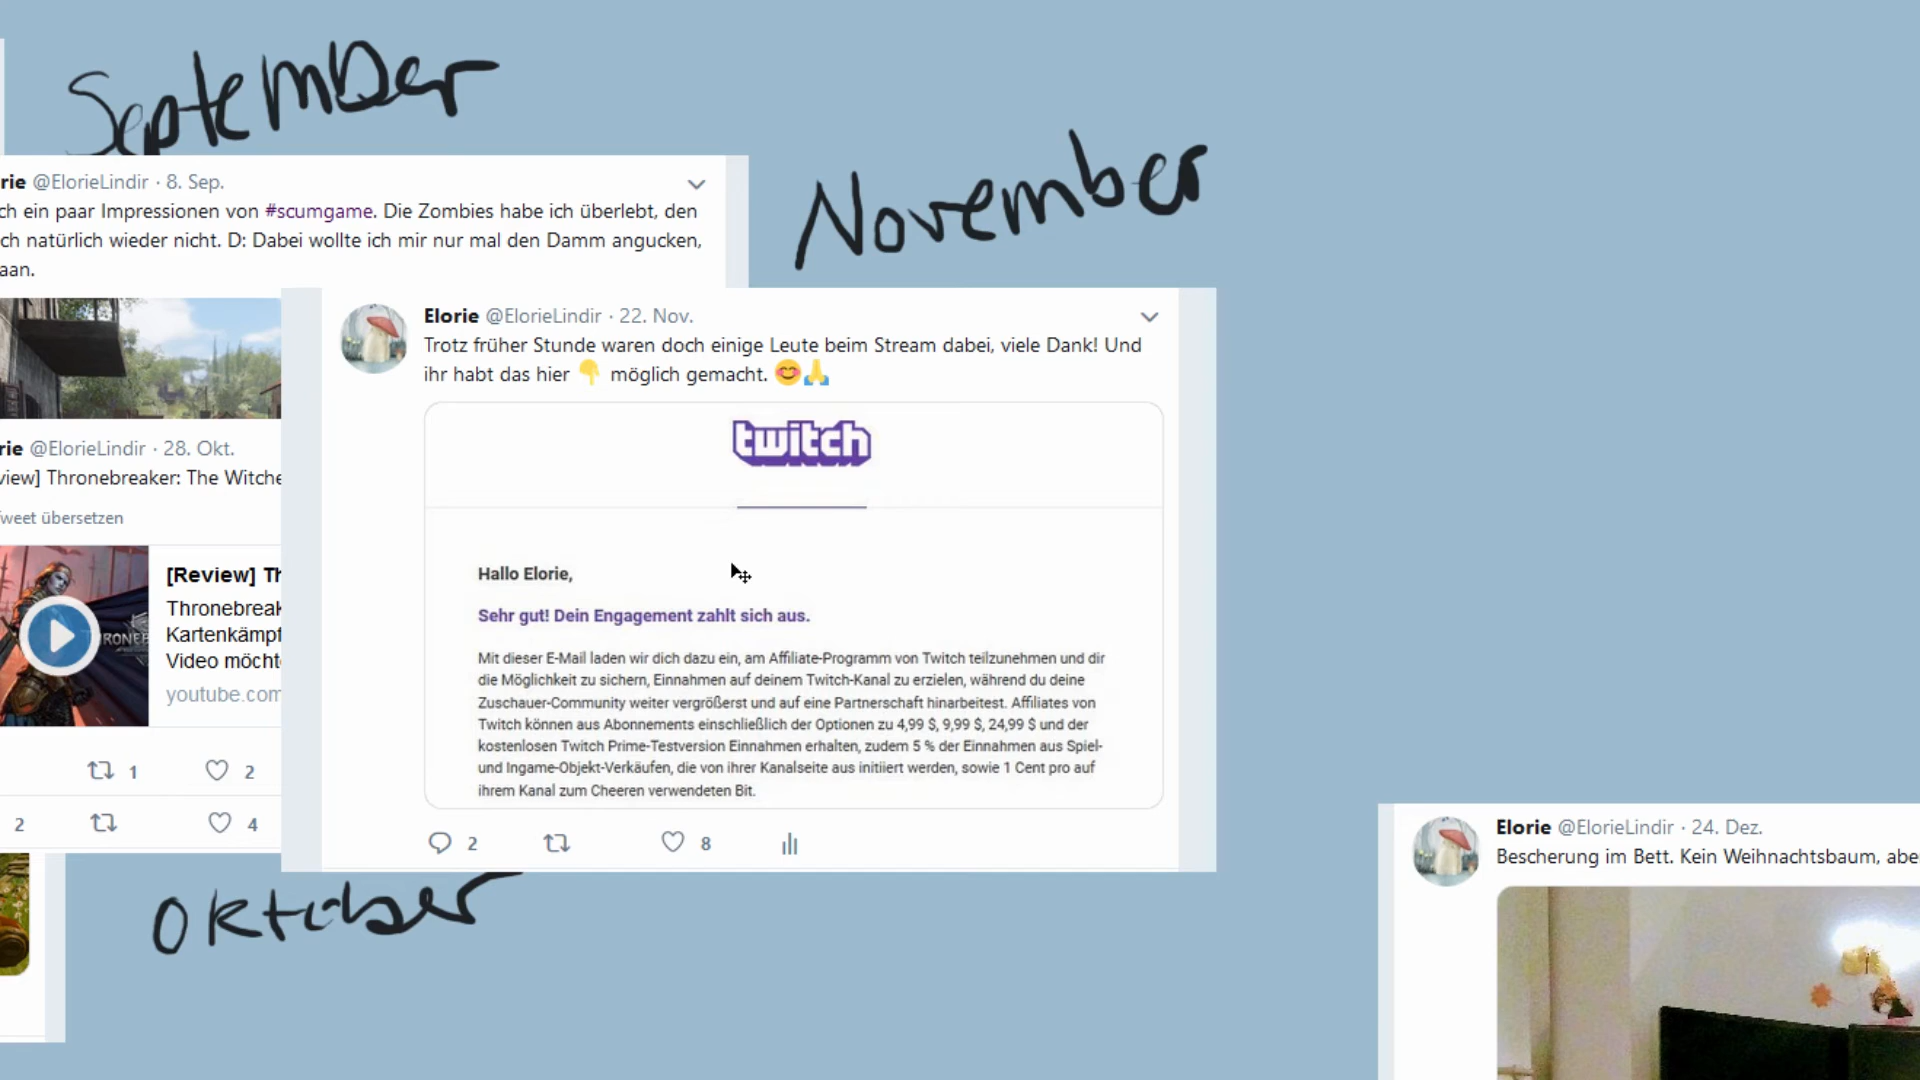 September
rie @ElorieLindir · 8. Sep.
ch ein paar Impressionen von #scumgame. Die Zombies habe ich überlebt, den
ch natürlich wieder nicht. D: Dabei wollte ich mir nur mal den Damm angucken,
aan.
rie @ElorieLindir · 28. Okt.
view] Thronebreaker: The Witche
weet übersetzen
THRONEB
[Review] Th
Thronebreak
Kartenkämpf
Video möcht
youtube.com
1 2
2 4
Oktober
November
Elorie @ElorieLindir · 22. Nov.
Trotz früher Stunde waren doch einige Leute beim Stream dabei, viele Dank! Und
ihr habt das hier 👇 möglich gemacht. 😊🙏
twitch
Hallo Elorie,
Sehr gut! Dein Engagement zahlt sich aus.
Mit dieser E-Mail laden wir dich dazu ein, am Affiliate-Programm von Twitch teilzunehmen und dir
die Möglichkeit zu sichern, Einnahmen auf deinem Twitch-Kanal zu erzielen, während du deine
Zuschauer-Community weiter vergrößerst und auf eine Partnerschaft hinarbeitest. Affiliates von
Twitch können aus Abonnements einschließlich der Optionen zu 4,99 $, 9,99 $, 24,99 $ und der
kostenlosen Twitch Prime-Testversion Einnahmen erhalten, zudem 5 % der Einnahmen aus Spiel-
und Ingame-Objekt-Verkäufen, die von ihrer Kanalseite aus initiiert werden, sowie 1 Cent pro auf
ihrem Kanal zum Cheeren verwendeten Bit.
2 8
Elorie @ElorieLindir · 24. Dez.
Bescherung im Bett. Kein Weihnachtsbaum, abe